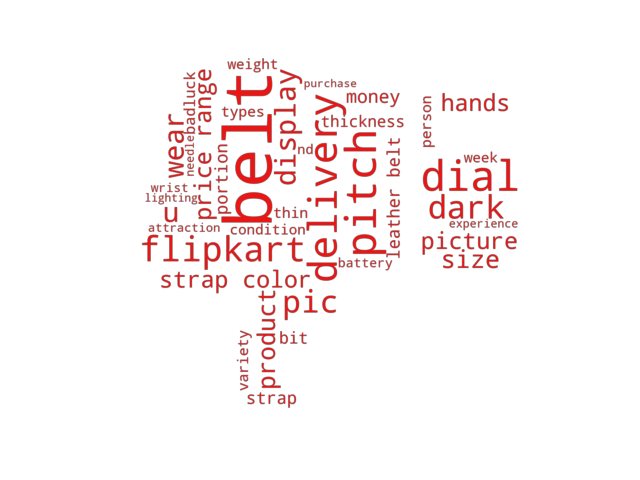 weight
purchase
belt
display
money
hands
badluck
price range
types
delivery
thickness
person
wear
needle
portion
nd
pitch
leather belt
week
dial
wrist
lighting
u
thin
dark
attraction
condition
experience
flipkart
picture
battery
size
strap color
pic
product
bit
variety
strap